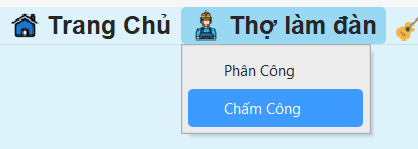 Trang Chủ Thợ làm đàn
Phân Công
Chấm Công